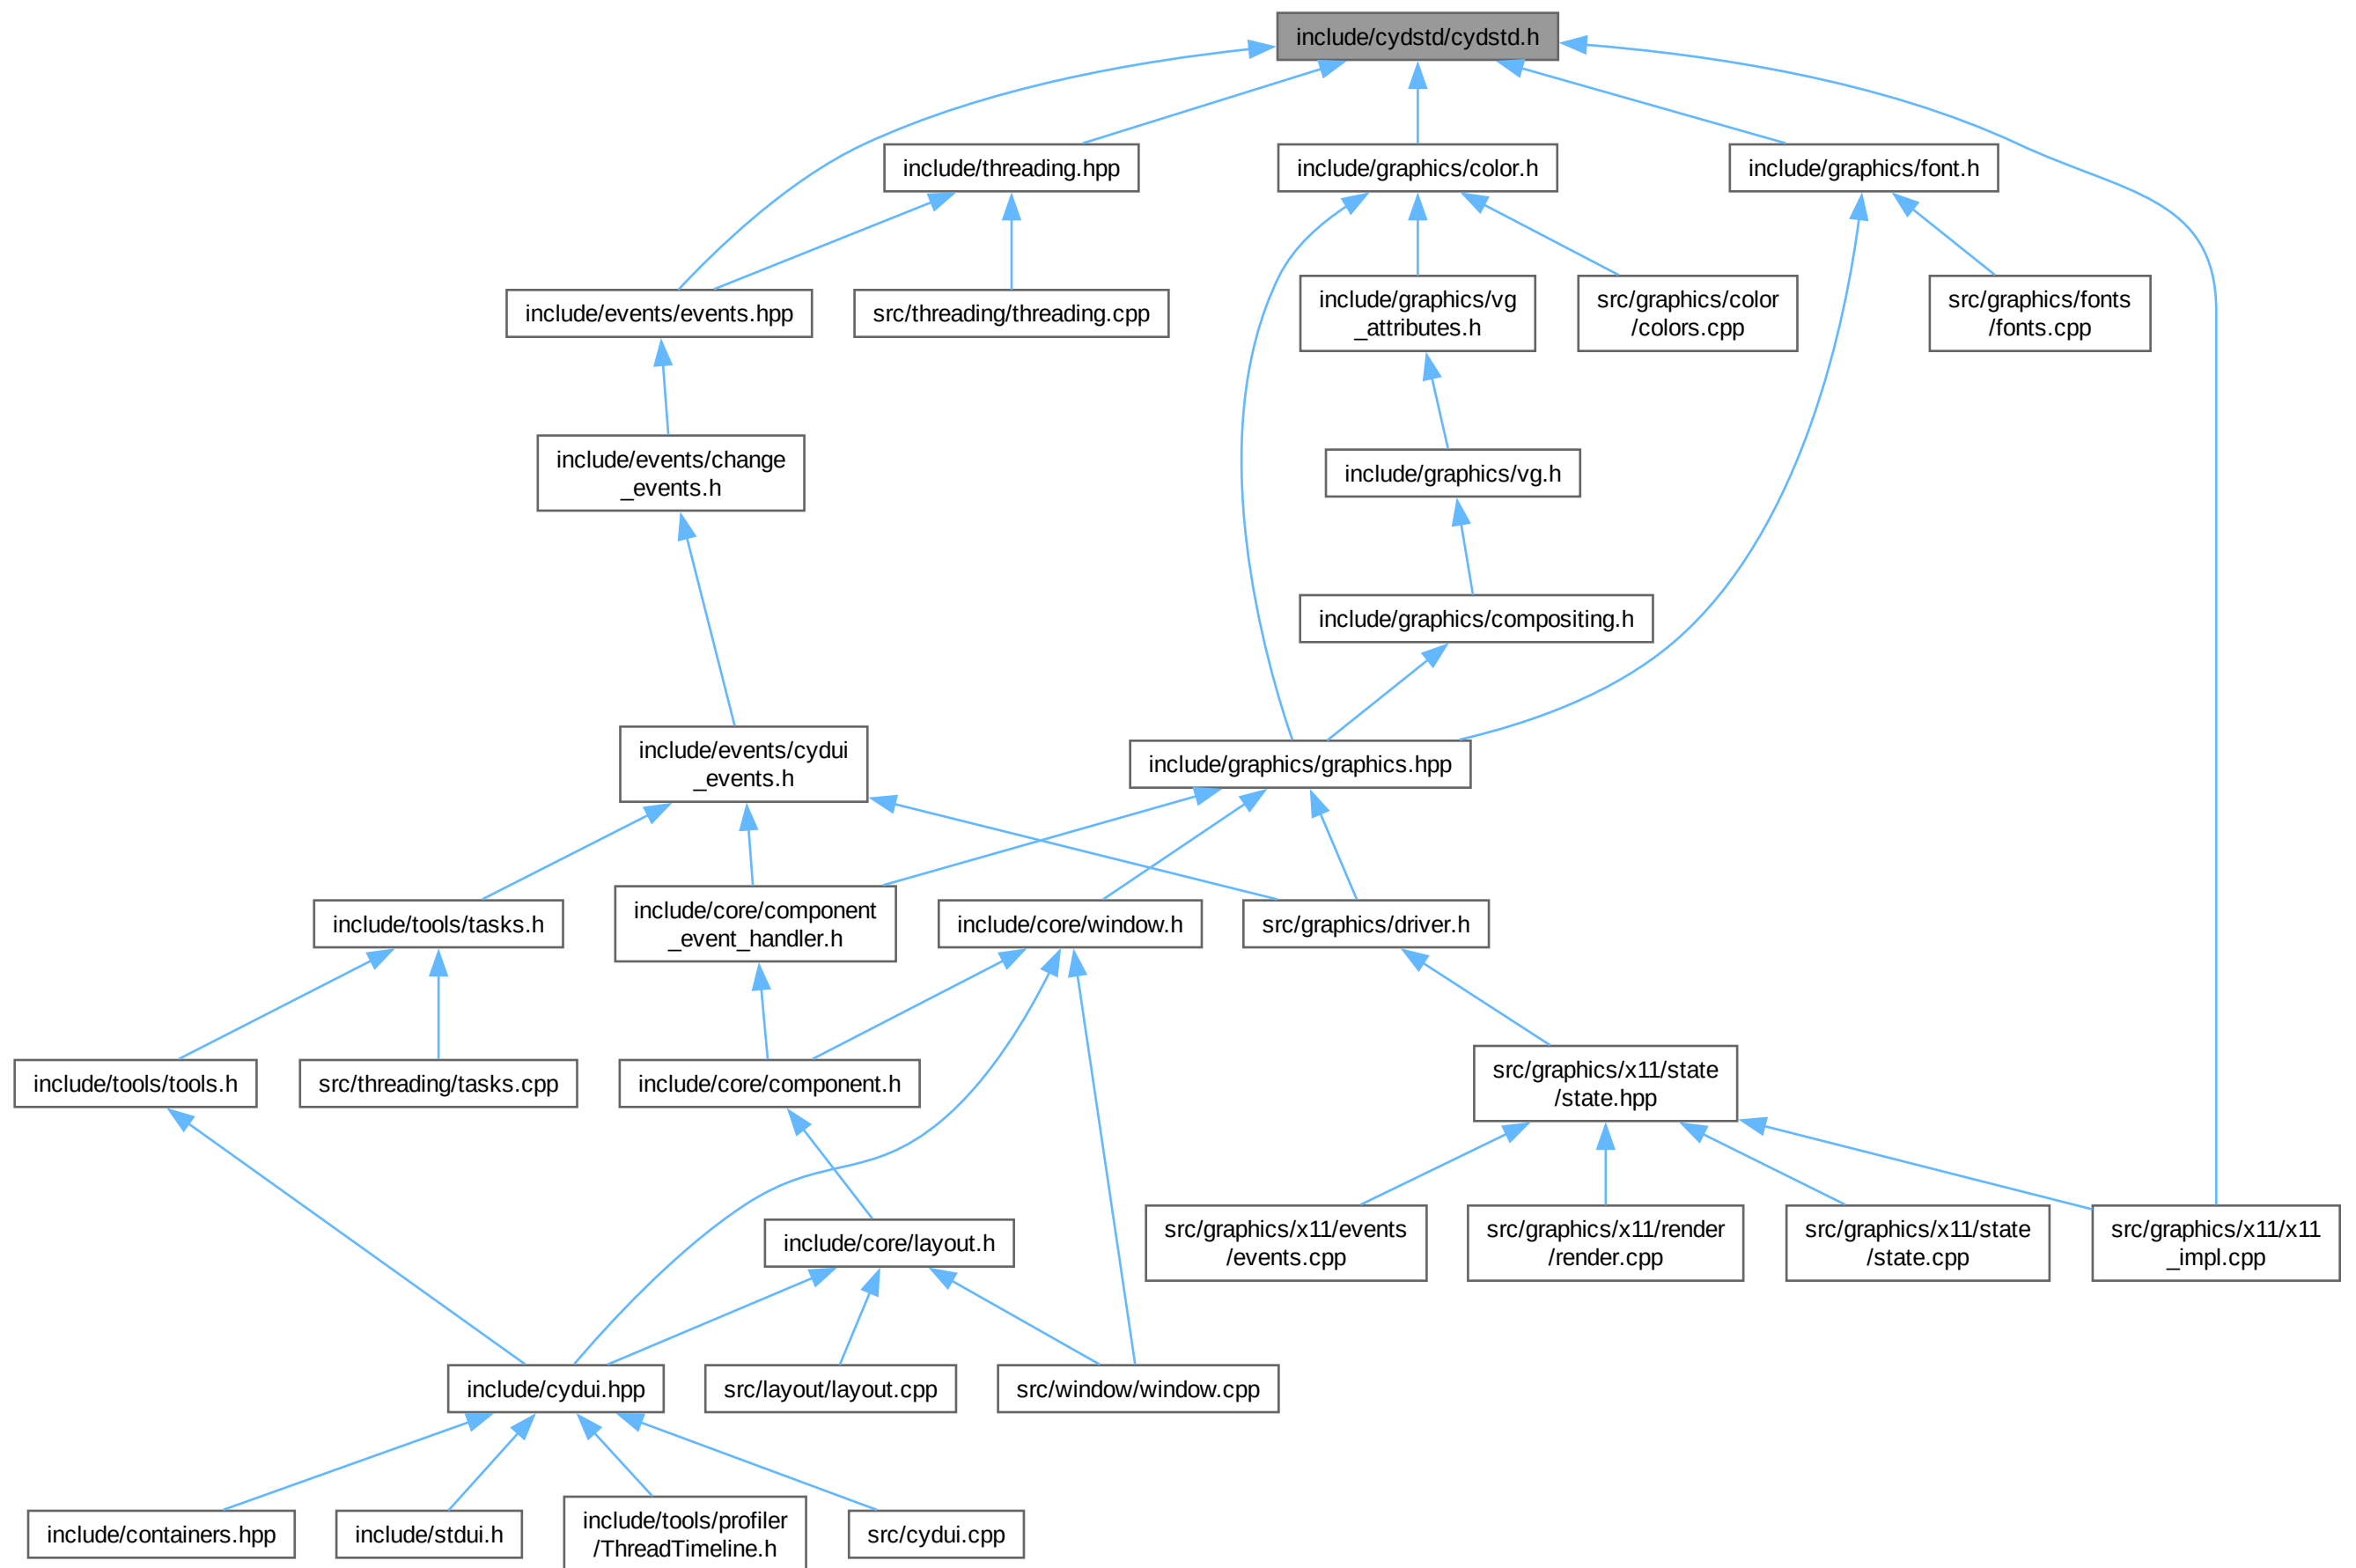 include/cydstd/cydstd.h
include/threading.hpp
include/graphics/color.h
include/graphics/font.h
include/events/events.hpp
src/threading/threading.cpp
include/graphics/vg
_attributes.h
src/graphics/color
/colors.cpp
src/graphics/fonts
/fonts.cpp
include/events/change
_events.h
include/graphics/vg.h
include/graphics/compositing.h
include/events/cydui
_events.h
include/graphics/graphics.hpp
include/tools/tasks.h
include/core/component
_event_handler.h
include/core/window.h
src/graphics/driver.h
include/tools/tools.h
src/threading/tasks.cpp
include/core/component.h
src/graphics/x11/state
/state.hpp
include/core/layout.h
src/graphics/x11/events
/events.cpp
src/graphics/x11/render
/render.cpp
src/graphics/x11/state
/state.cpp
src/graphics/x11/x11
_impl.cpp
include/cydui.hpp
src/layout/layout.cpp
src/window/window.cpp
include/containers.hpp
include/stdui.h
include/tools/profiler
/ThreadTimeline.h
src/cydui.cpp